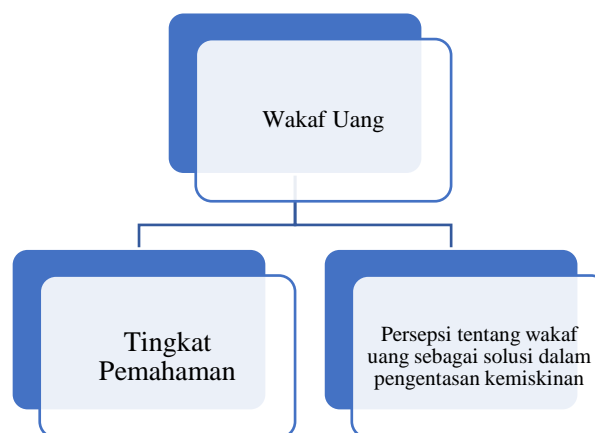 Wakaf Uang
Tingkat
Pemahaman
Persepsi tentang wakaf
uang sebagai solusi dalam
pengentasan kemiskinan